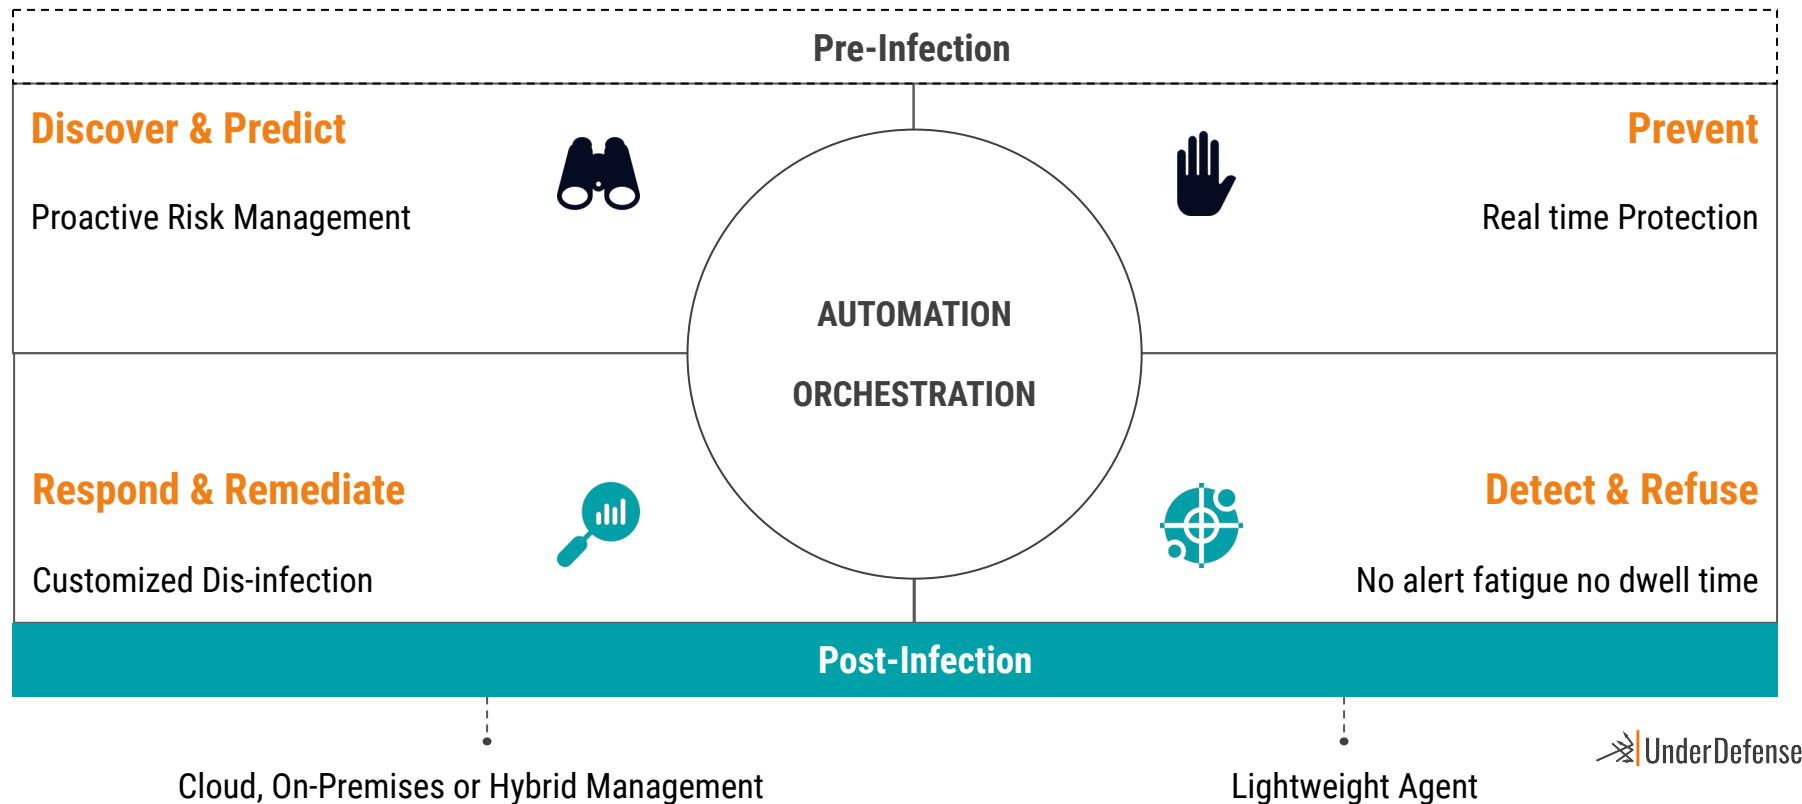 Pre-Infection
Discover & Predict
Proactive Risk Management
Prevent
Real time Protection
AUTOMATION
ORCHESTRATION
Respond & Remediate
Customized Dis-infection
Detect & Refuse
No alert fatigue no dwell time
Post-Infection
Cloud, On-Premises or Hybrid Management
Lightweight Agent
UnderDefense